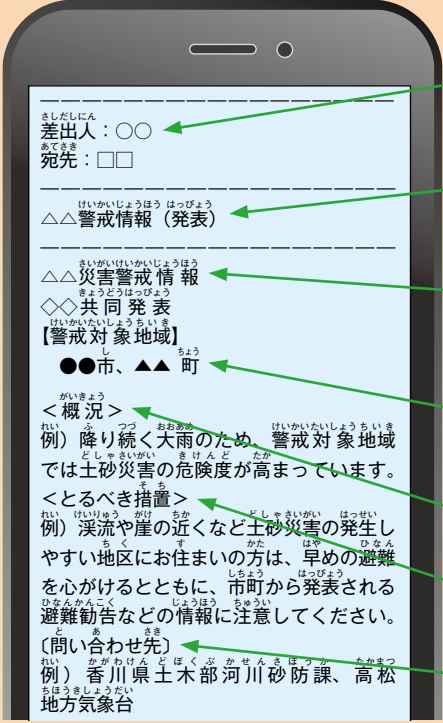 差出人：○○
宛先：□□
△△警戒情報（発表）
△△災害警戒情報
◇◇共同発表
【警戒対象地域】
●●市、▲▲町
＜概況＞
例）降り続く大雨のため、警戒対象地域
では土砂災害の危険度が高まっています。
＜とるべき措置＞
例）渓流や崖の近くなど土砂災害の発生し
やすい地区にお住まいの方は、早めの避難
を心がけるとともに、市町から発表される
避難勧告などの情報に注意してください。
〔問い合わせ先〕
例）香川県土木部河川砂防課、高松
地方気象台